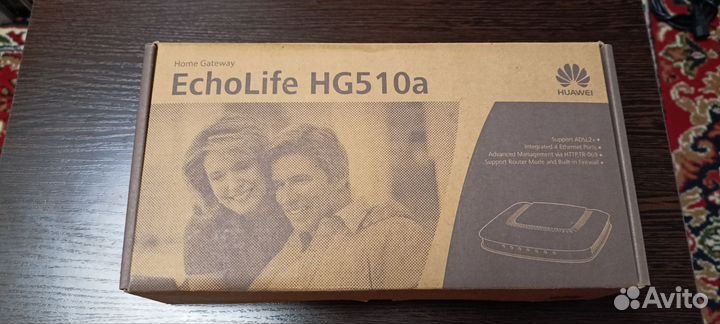 Home Gateway
EchoLife HG510a
HUAWEI
Support ADSL2+
Integrated 4 Ethernet Ports
Advanced Management via HTTP,TR-069
Support Router Mode and Built-in Firewall
Avito